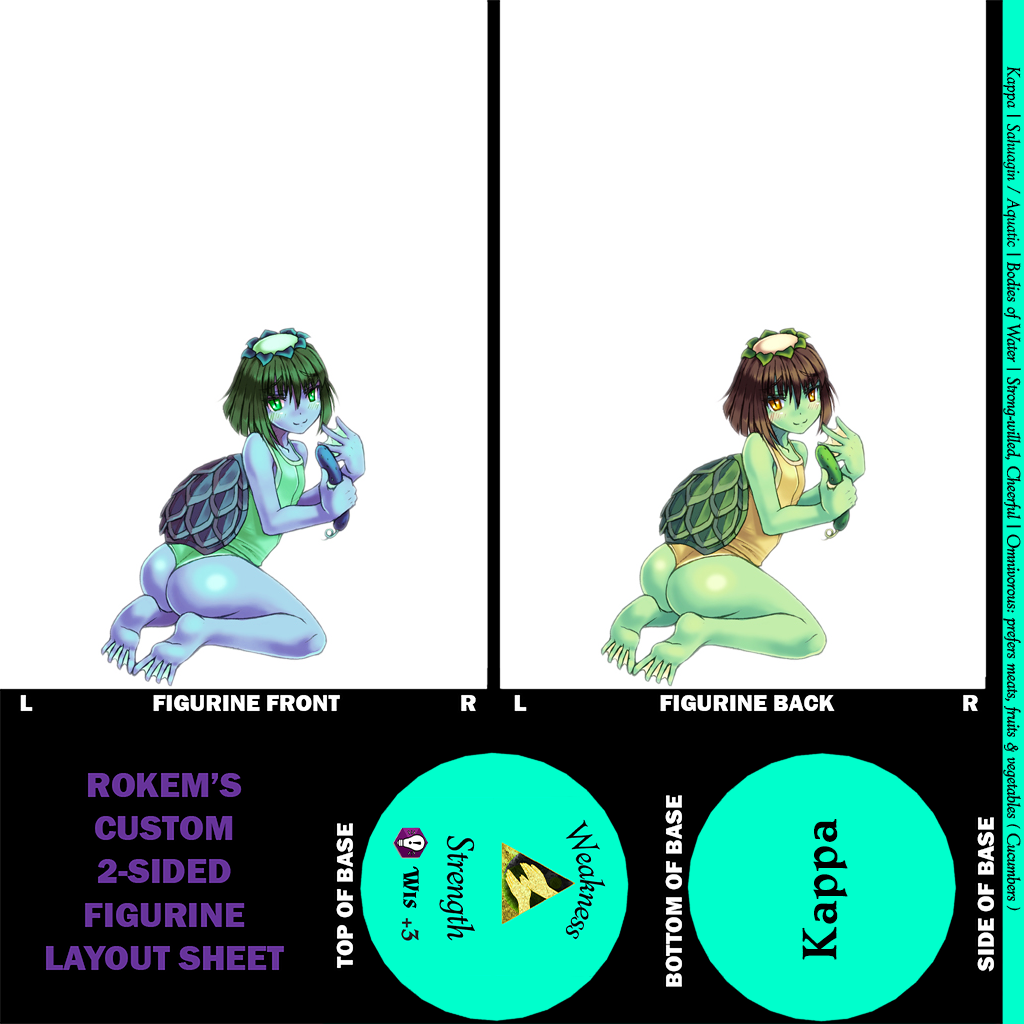 L
FIGURINE FRONT
R
L
FIGURINE BACK
R
ROKEM'S
CUSTOM
2-SIDED
FIGURINE
LAYOUT SHEET
TOP OF BASE
Weakness
Strength
Wis +3
BOTTOM OF BASE
Kappa
SIDE OF BASE
Kappa | Sahuagin / Aquatic | Bodies of Water | Strong-willed, Cheerful | Omnivorous: prefers meats, fruits & vegetables ( Cucumbers )